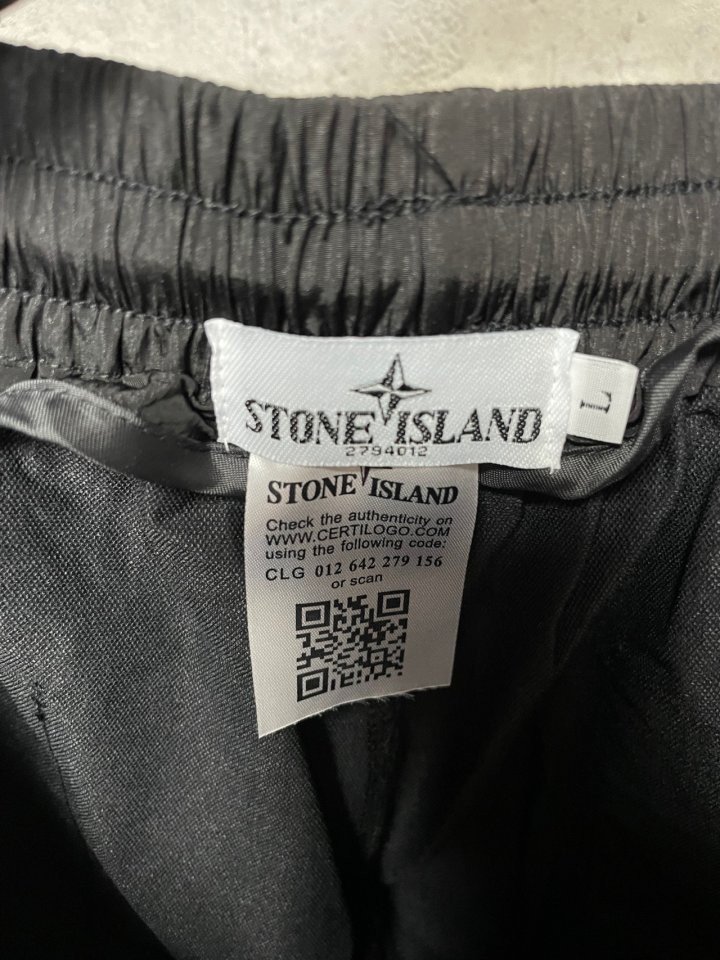 STONE ISLAND
2794012
L
STONE ISLAND
Check the authenticity on
WWW.CERTILOGO.COM
using the following code:
CLG 012 642 279 156
or scan